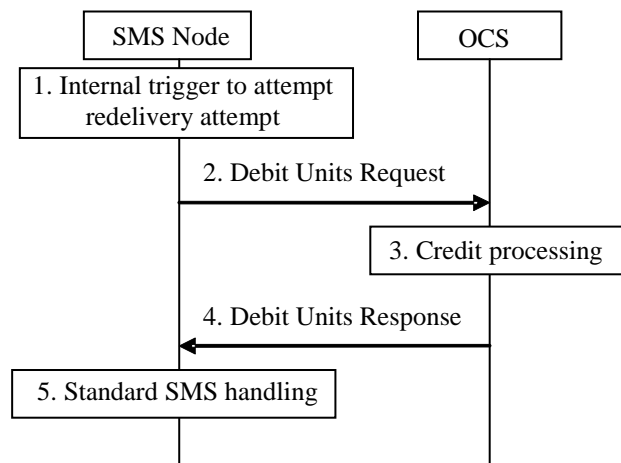 SMS Node
OCS
1. Internal trigger to attempt
redelivery attempt
2. Debit Units Request
3. Credit processing
4. Debit Units Response
5. Standard SMS handling